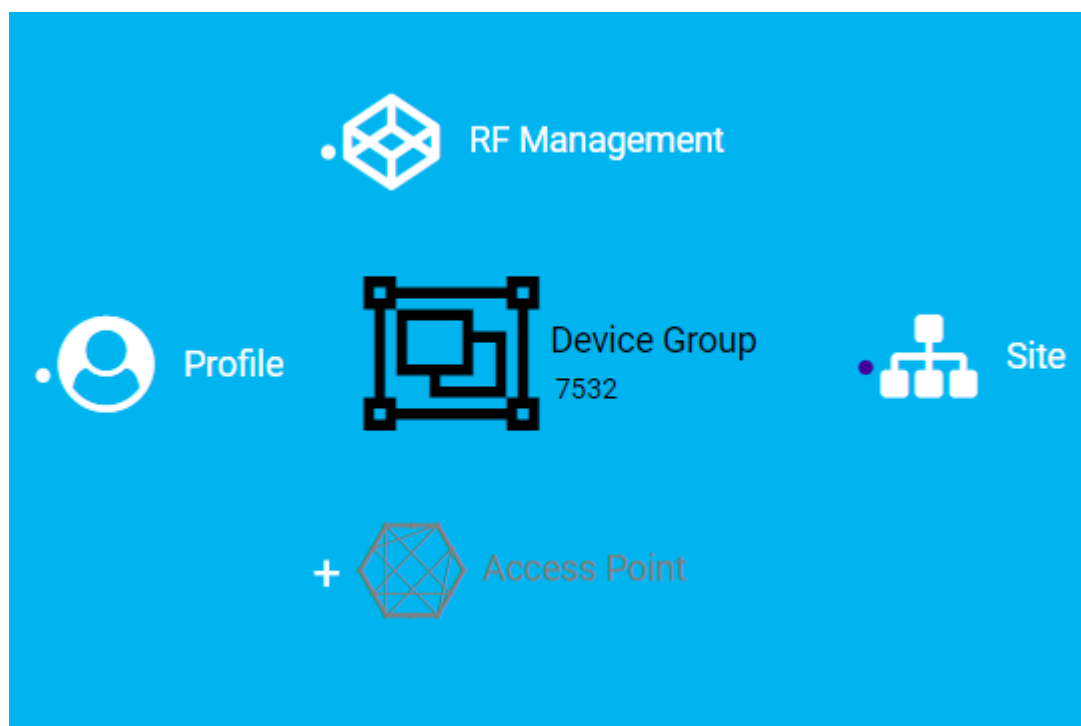 RF Management
Device Group
7532
Profile
Site
+ Access Point